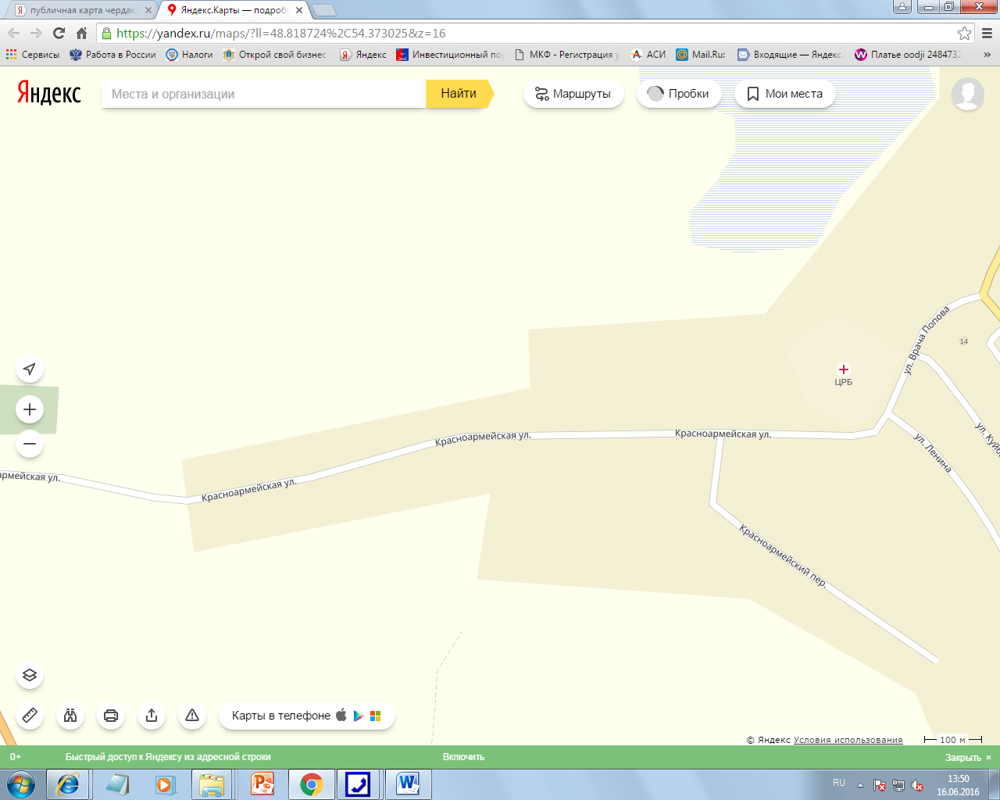 публичная карта чердак
Яндекс.Карты — подроб
https://yandex.ru/maps/?ll=48.818724%2C54.373025&z=16
Сервисы
Работа в России
Налоги
Открой свой бизнес
Яндекс
Инвестиционный по
МКФ - Регистрация у
АСИ
Mail.Ru:
Входящие — Яндекс.
Платье oodji 2484732
»
Яндекс
Места и организации
Найти
Маршруты
Пробки
Мои места
ул. Врача Попова
14
ЦРБ
Красноармейская ул.
Красноармейская ул.
ул. Ленина
ул. Куйб
армейская ул.
Красноармейская ул.
Красноармейский пер.
Карты в телефоне
© Яндекс Условия использования
100 м
0+
Быстрый доступ к Яндексу из адресной строки
Включить
Закрыть ×
RU
13:50
16.06.2016